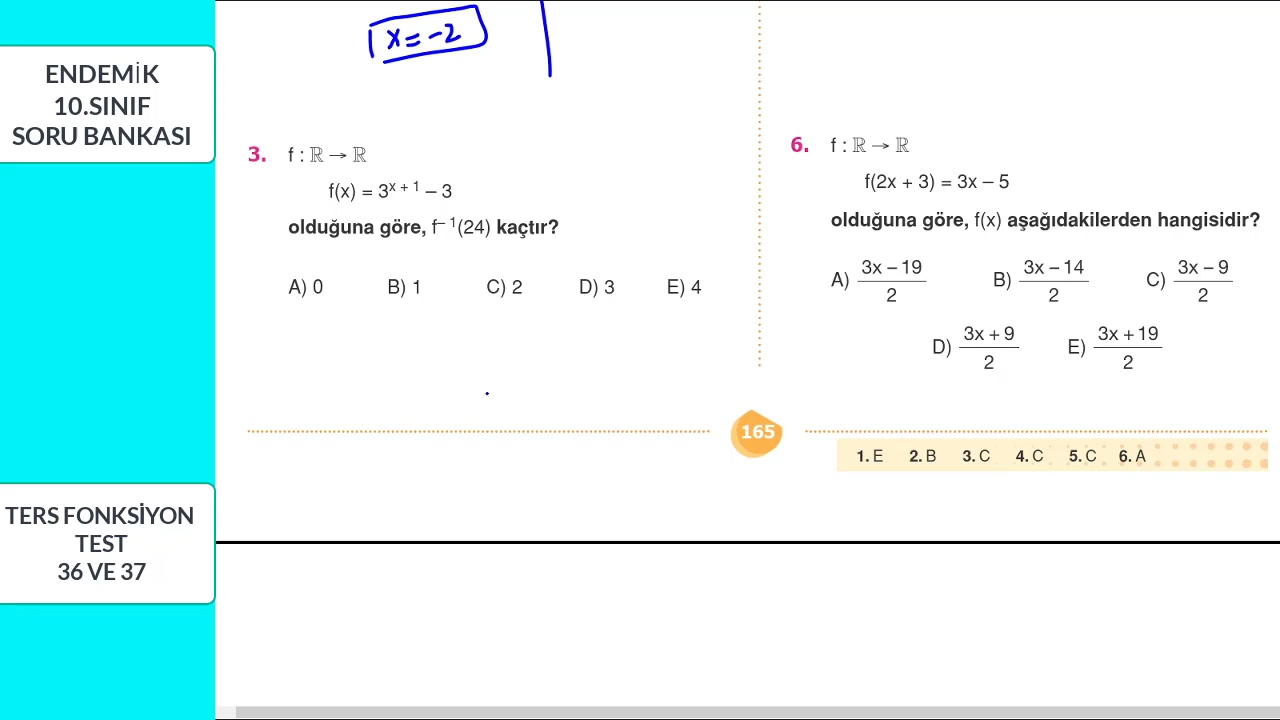 ENDEMİK
10.SINIF
SORU BANKASI
TERS FONKSİYON
TEST
36 VE 37
x = -2
3. f : ℝ → ℝ
f(x) = 3^(x + 1) – 3
olduğuna göre, f^(– 1)(24) kaçtır?
A) 0 B) 1 C) 2 D) 3 E) 4
6. f : ℝ → ℝ
f(2x + 3) = 3x – 5
olduğuna göre, f(x) aşağıdakilerden hangisidir?
A) (3x – 19)/2 B) (3x – 14)/2 C) (3x – 9)/2
D) (3x + 9)/2 E) (3x + 19)/2
165
1. E 2. B 3. C 4. C 5. C 6. A